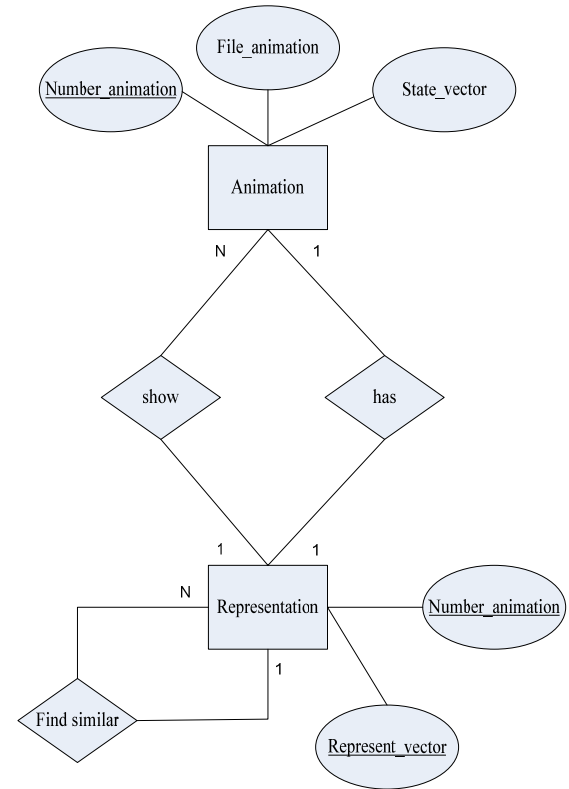 File_animation
Number_animation
State_vector
Animation
N
1
show
has
1
1
N
Representation
Number_animation
1
Find similar
Represent_vector